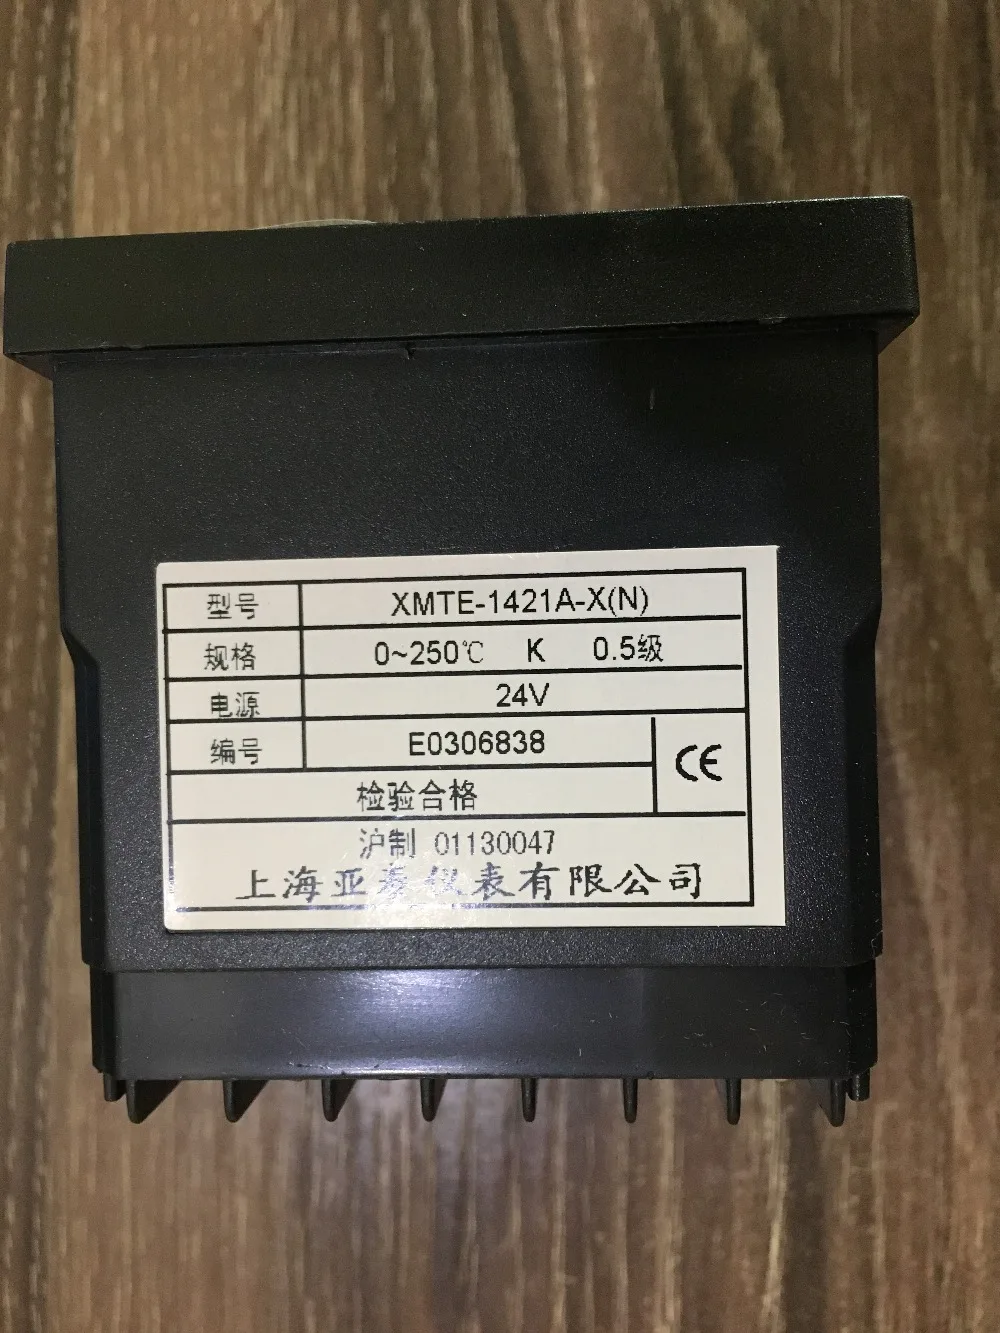 型号 XMTE-1421A-X(N)
规格 0~250℃ K 0.5级
电源 24V
编号 E0306838 CE
检验合格
沪制 01130047
上海亚泰仪表有限公司